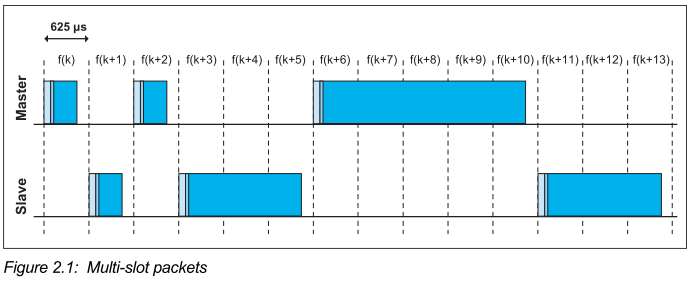 625 µs
f(k) f(k+1) f(k+2) f(k+3) f(k+4) f(k+5) f(k+6) f(k+7) f(k+8) f(k+9) f(k+10) f(k+11) f(k+12) f(k+13)
Master
Slave
Figure 2.1: Multi-slot packets